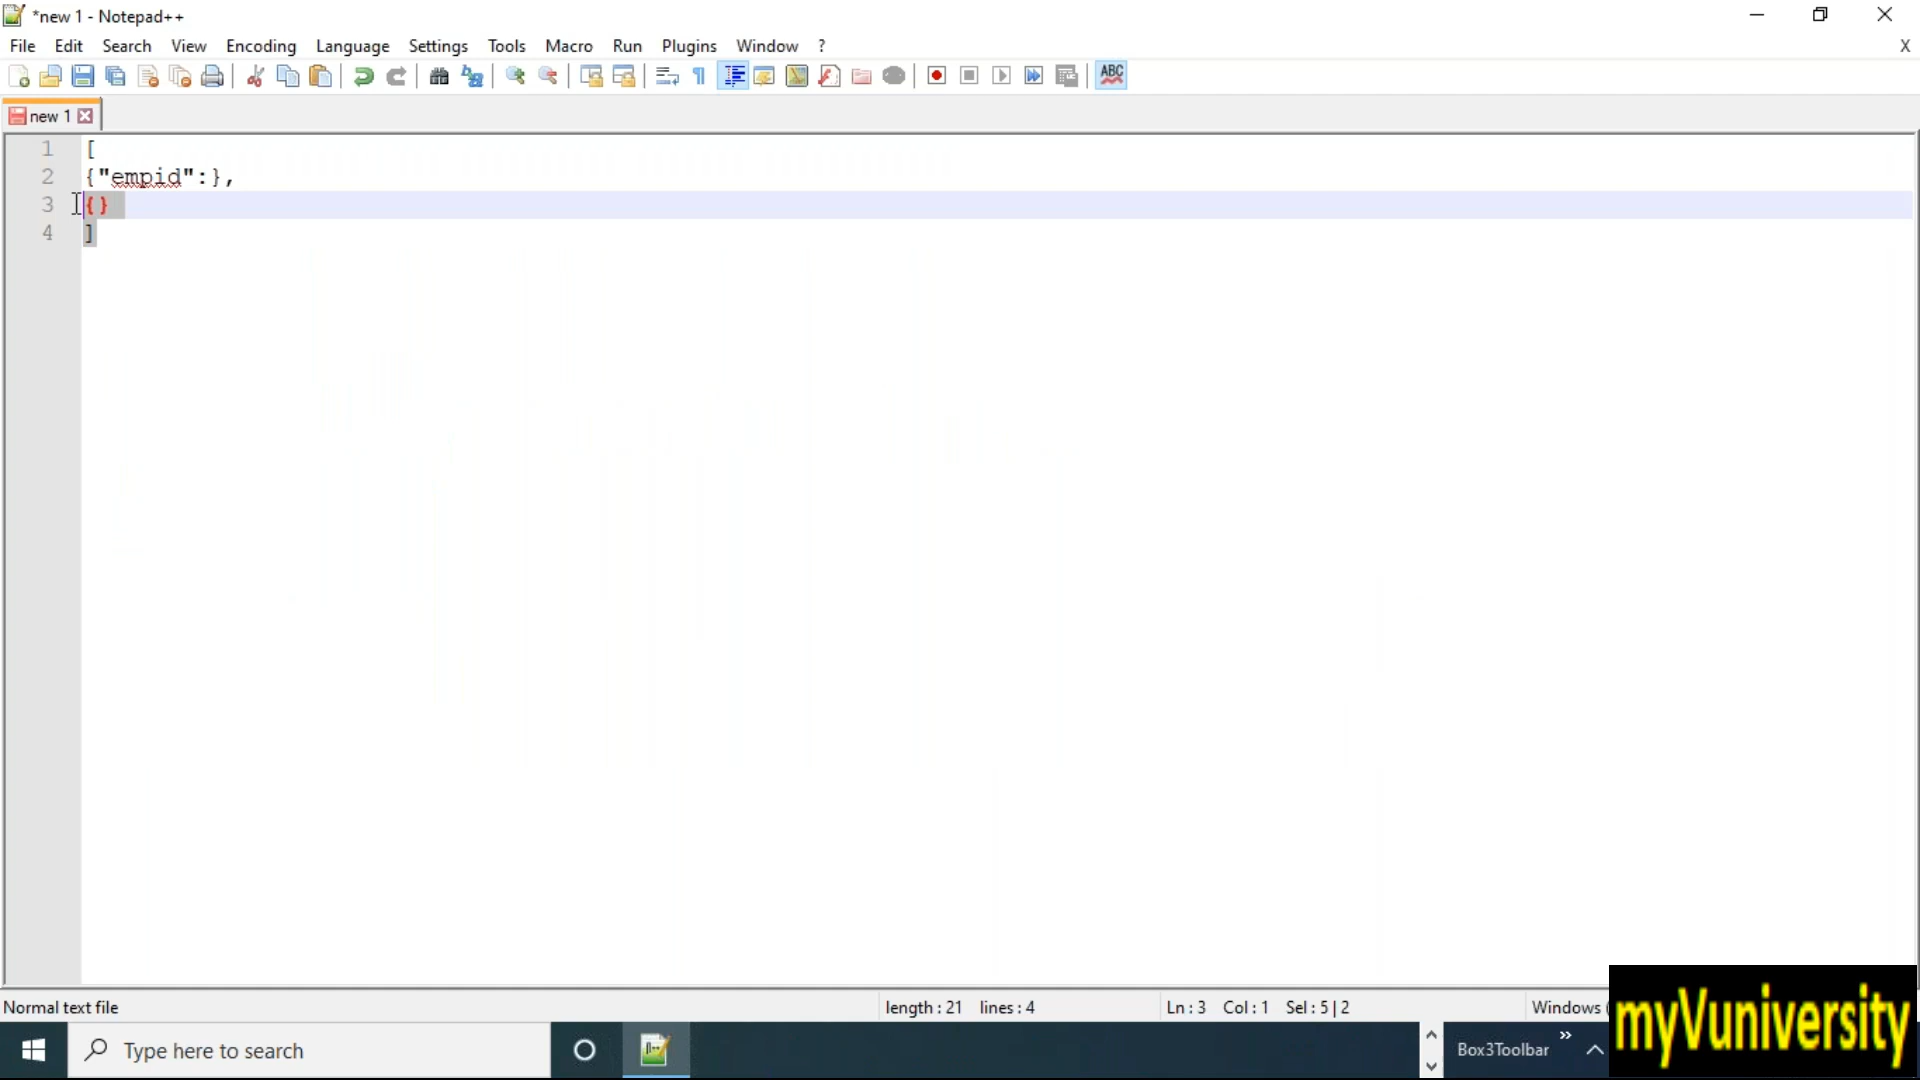 *new 1 - Notepad++
File Edit Search View Encoding Language Settings Tools Macro Run Plugins Window ? X
ABC
new 1
1 [
2 {"empid":},
3 {}
4 ]
Normal text file length : 21 lines : 4 Ln : 3 Col : 1 Sel : 5 | 2 Windows (
Type here to search Box3Toolbar »
myVuniversity